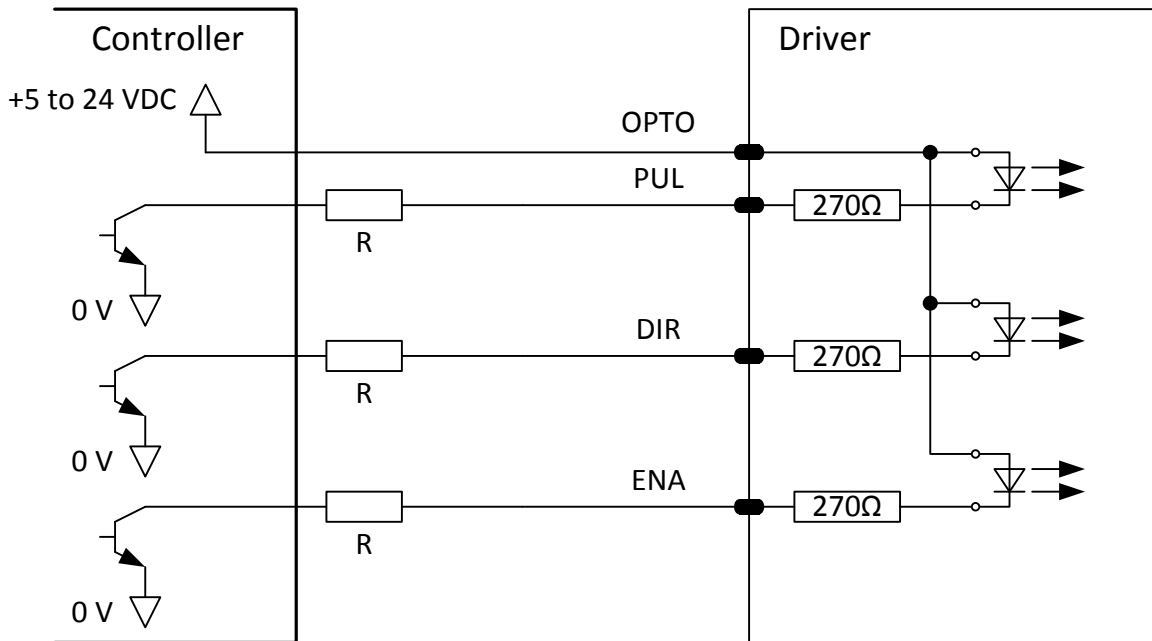 Controller
Driver
+5 to 24 VDC
OPTO
PUL
270Ω
R
0 V
DIR
270Ω
R
0 V
ENA
270Ω
R
0 V